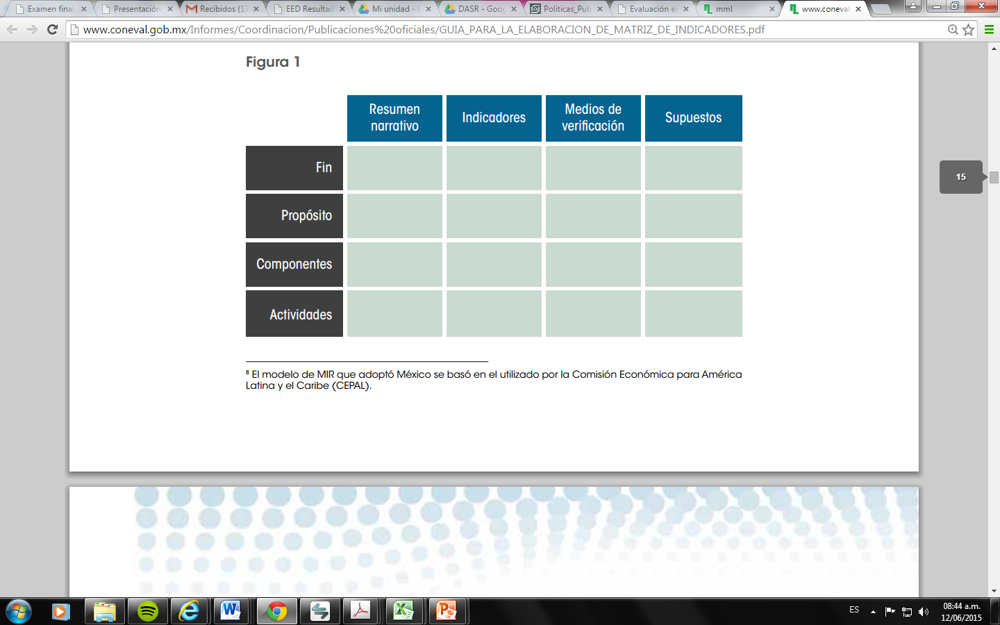 Examen final
Presentación
Recibidos (17
EED Resultad
Mi unidad - G
DASR - Goog
Politicas_Pub
Evaluación en
mml
www.coneval
www.coneval.gob.mx/Informes/Coordinacion/Publicaciones%20oficiales/GUIA_PARA_LA_ELABORACION_DE_MATRIZ_DE_INDICADORES.pdf
Figura 1
Resumen
narrativo
Indicadores
Medios de
verificación
Supuestos
Fin
Propósito
Componentes
Actividades
15
8 El modelo de MIR que adoptó México se basó en el utilizado por la Comisión Económica para América
Latina y el Caribe (CEPAL).
ES
08:44 a.m.
12/06/2015